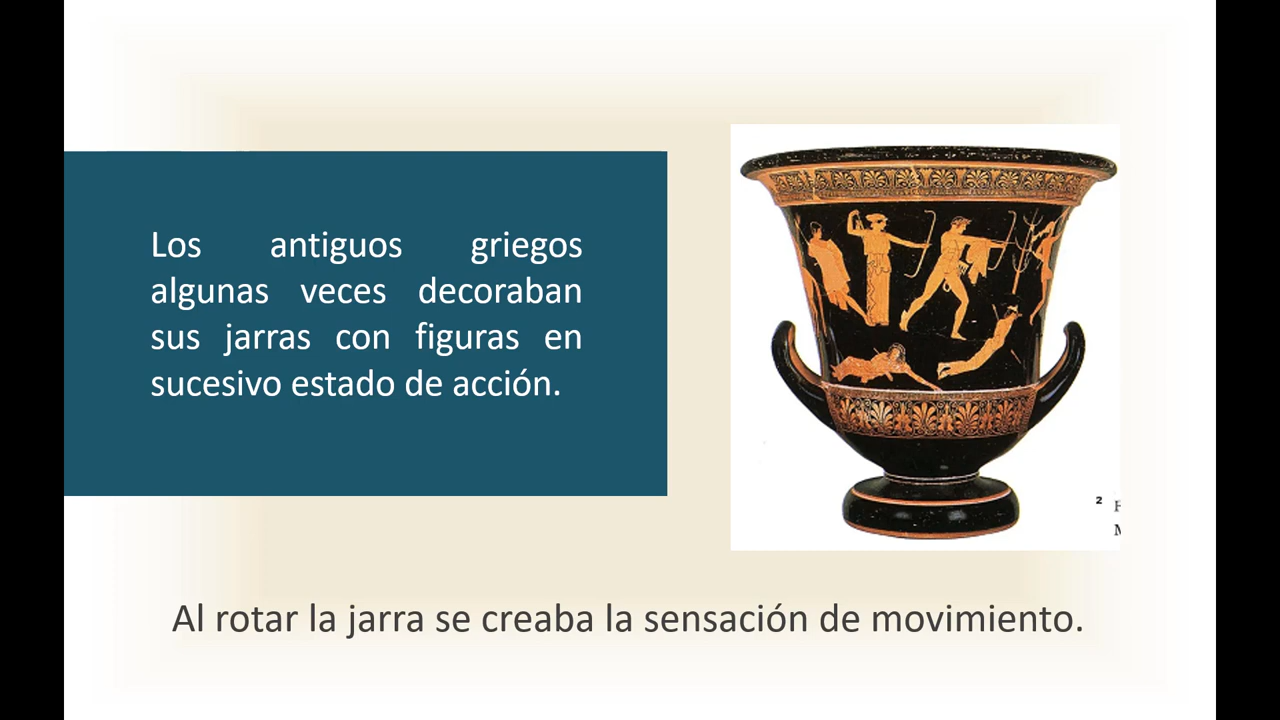 Los antiguos griegos
algunas veces decoraban
sus jarras con figuras en
sucesivo estado de acción.
2
Al rotar la jarra se creaba la sensación de movimiento.